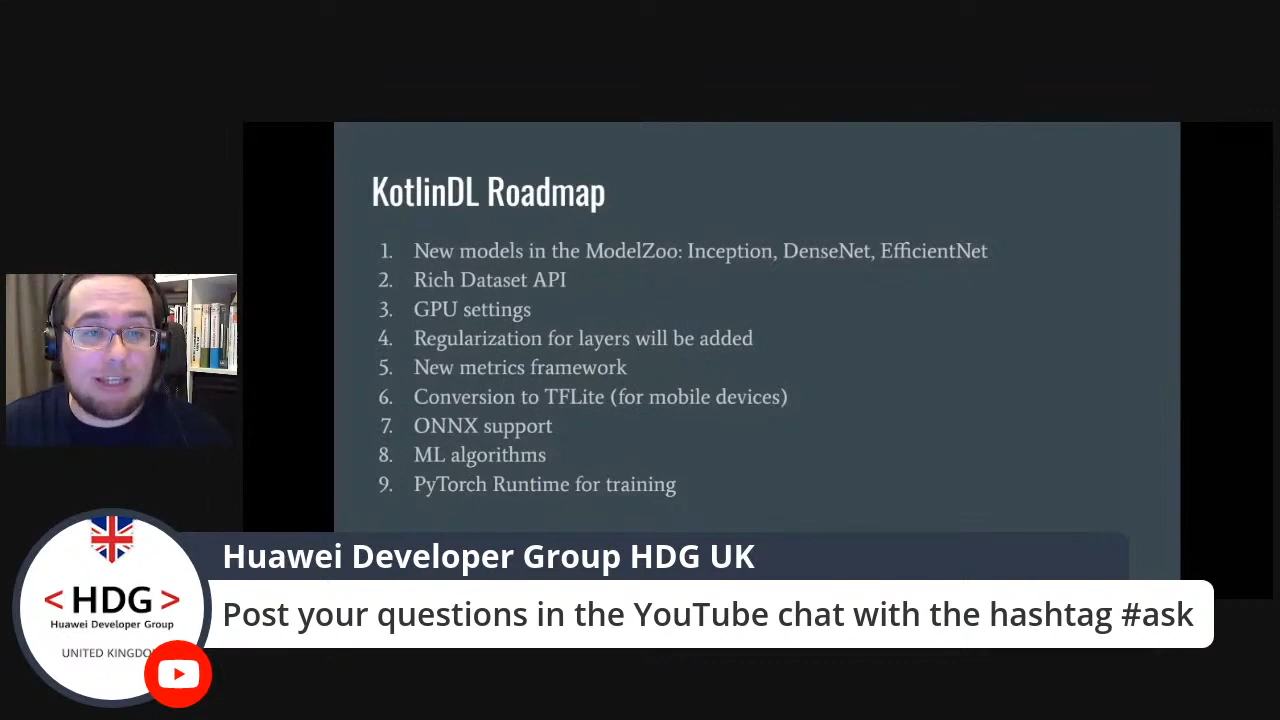 KotlinDL Roadmap
1. New models in the ModelZoo: Inception, DenseNet, EfficientNet
2. Rich Dataset API
3. GPU settings
4. Regularization for layers will be added
5. New metrics framework
6. Conversion to TFLite (for mobile devices)
7. ONNX support
8. ML algorithms
9. PyTorch Runtime for training
Huawei Developer Group HDG UK
Post your questions in the YouTube chat with the hashtag #ask
< HDG >
Huawei Developer Group
UNITED KINGDO